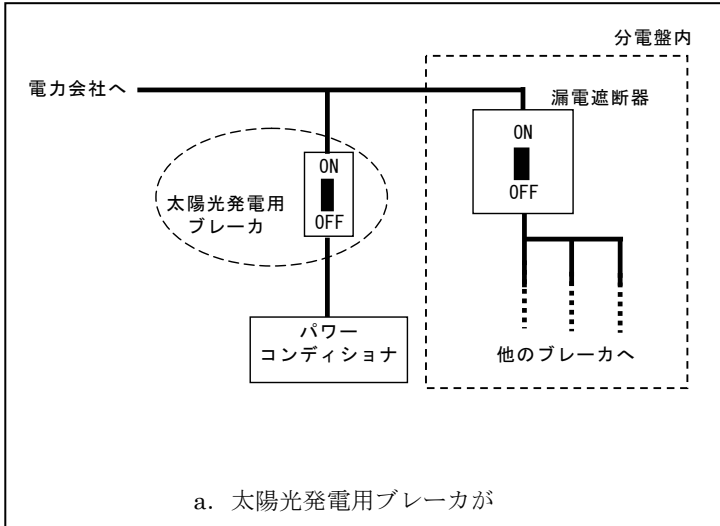 分電盤内
電力会社へ
漏電遮断器
ON
OFF
ON
OFF
太陽光発電用
ブレーカ
パワー
コンディショナ
他のブレーカへ
a. 太陽光発電用ブレーカが